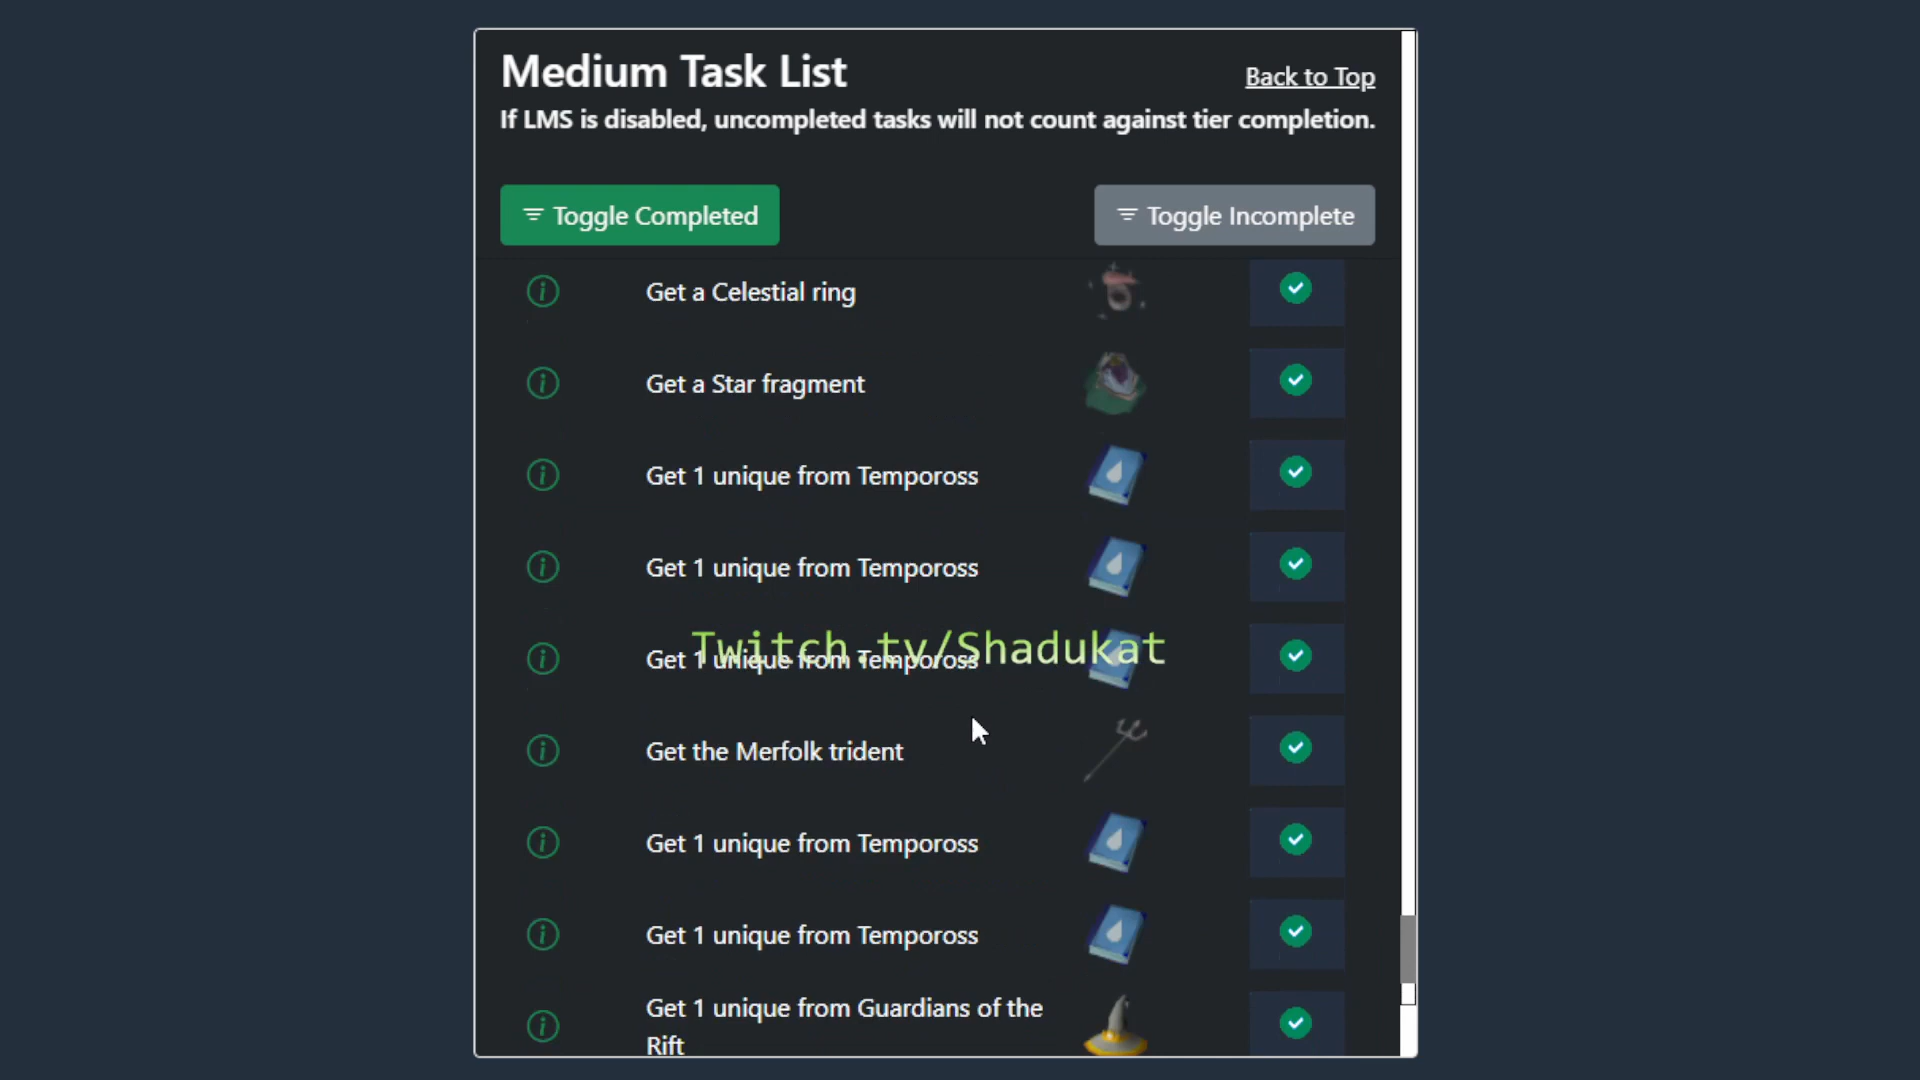 Medium Task List
Back to Top
If LMS is disabled, uncompleted tasks will not count against tier completion.
Toggle Completed
Toggle Incomplete
Get a Celestial ring
Get a Star fragment
Get 1 unique from Tempoross
Get 1 unique from Tempoross
Twitch.tv/Shadukat
Get 1 unique from Tempoross
Get the Merfolk trident
Get 1 unique from Tempoross
Get 1 unique from Tempoross
Get 1 unique from Guardians of the
Rift